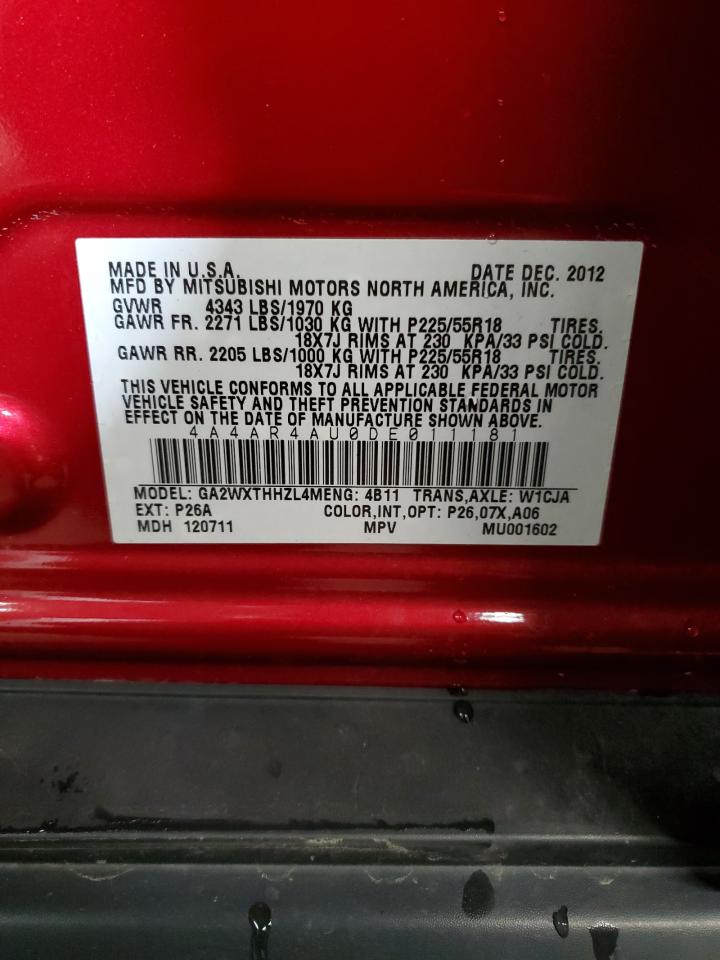 MADE IN U.S.A. DATE DEC. 2012
MFD BY MITSUBISHI MOTORS NORTH AMERICA, INC.
GVWR 4343 LBS/1970 KG
GAWR FR. 2271 LBS/1030 KG WITH P225/55R18 TIRES.
18X7J RIMS AT 230 KPA/33 PSI COLD.
GAWR RR. 2205 LBS/1000 KG WITH P225/55R18 TIRES.
18X7J RIMS AT 230 KPA/33 PSI COLD.
THIS VEHICLE CONFORMS TO ALL APPLICABLE FEDERAL MOTOR
VEHICLE SAFETY AND THEFT PREVENTION STANDARDS IN
EFFECT ON THE DATE OF MANUFACTURE SHOWN ABOVE.
4A4AR4AU0DE011181
MODEL: GA2WXTHHZL4MENG: 4B11 TRANS,AXLE: W1CJA
EXT: P26A COLOR,INT,OPT: P26,07X,A06
MDH 120711 MPV MU001602